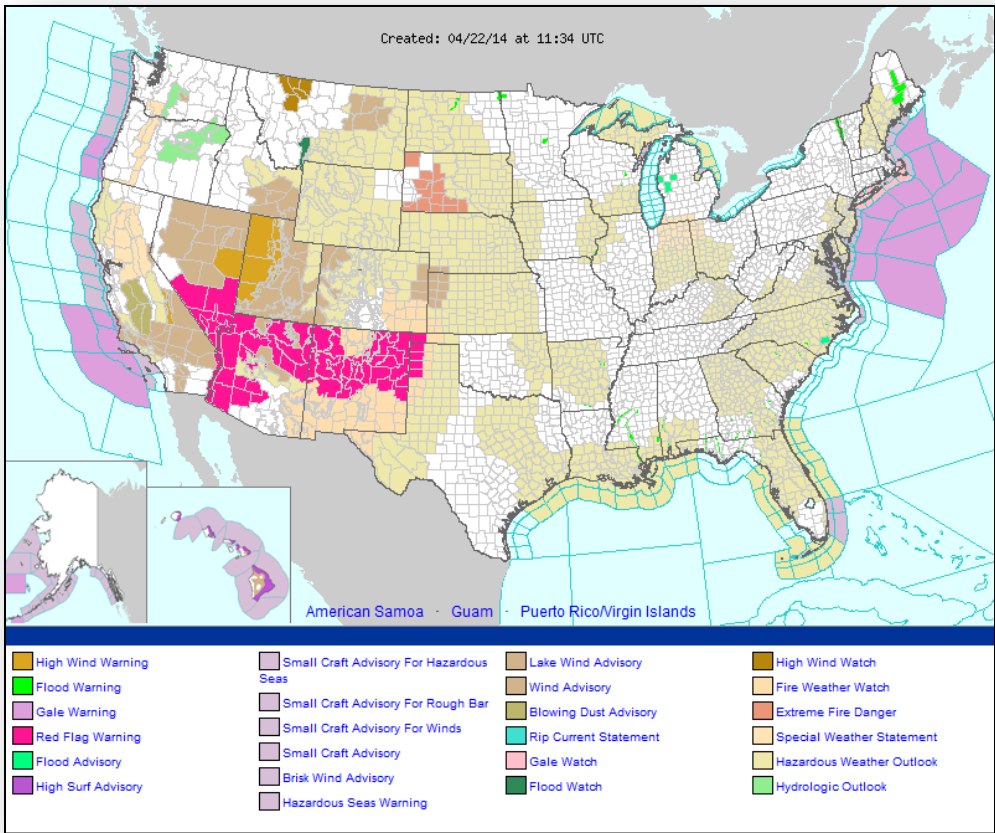 Created: 04/22/14 at 11:34 UTC
American Samoa · Guam · Puerto Rico/Virgin Islands
High Wind Warning
Flood Warning
Gale Warning
Red Flag Warning
Flood Advisory
High Surf Advisory
Small Craft Advisory For Hazardous
Seas
Small Craft Advisory For Rough Bar
Small Craft Advisory For Winds
Small Craft Advisory
Brisk Wind Advisory
Hazardous Seas Warning
Lake Wind Advisory
Wind Advisory
Blowing Dust Advisory
Rip Current Statement
Gale Watch
Flood Watch
High Wind Watch
Fire Weather Watch
Extreme Fire Danger
Special Weather Statement
Hazardous Weather Outlook
Hydrologic Outlook